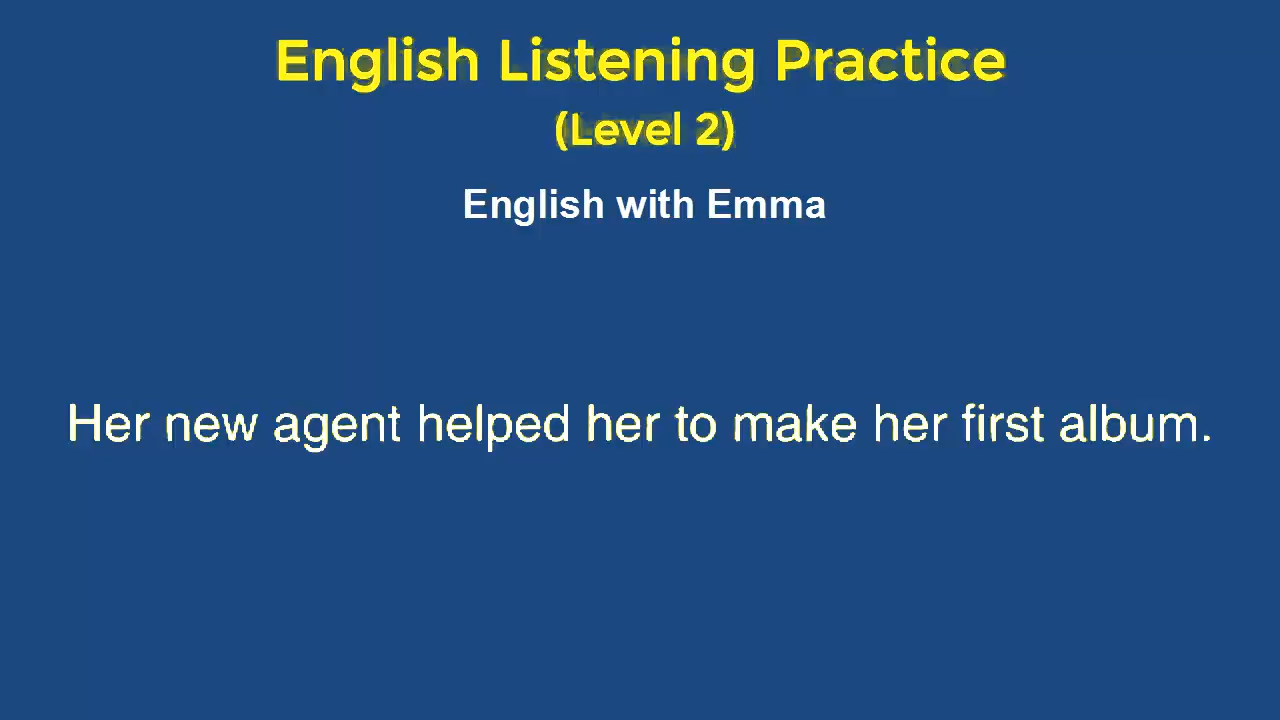 English Listening Practice
(Level 2)
English with Emma
Her new agent helped her to make her first album.